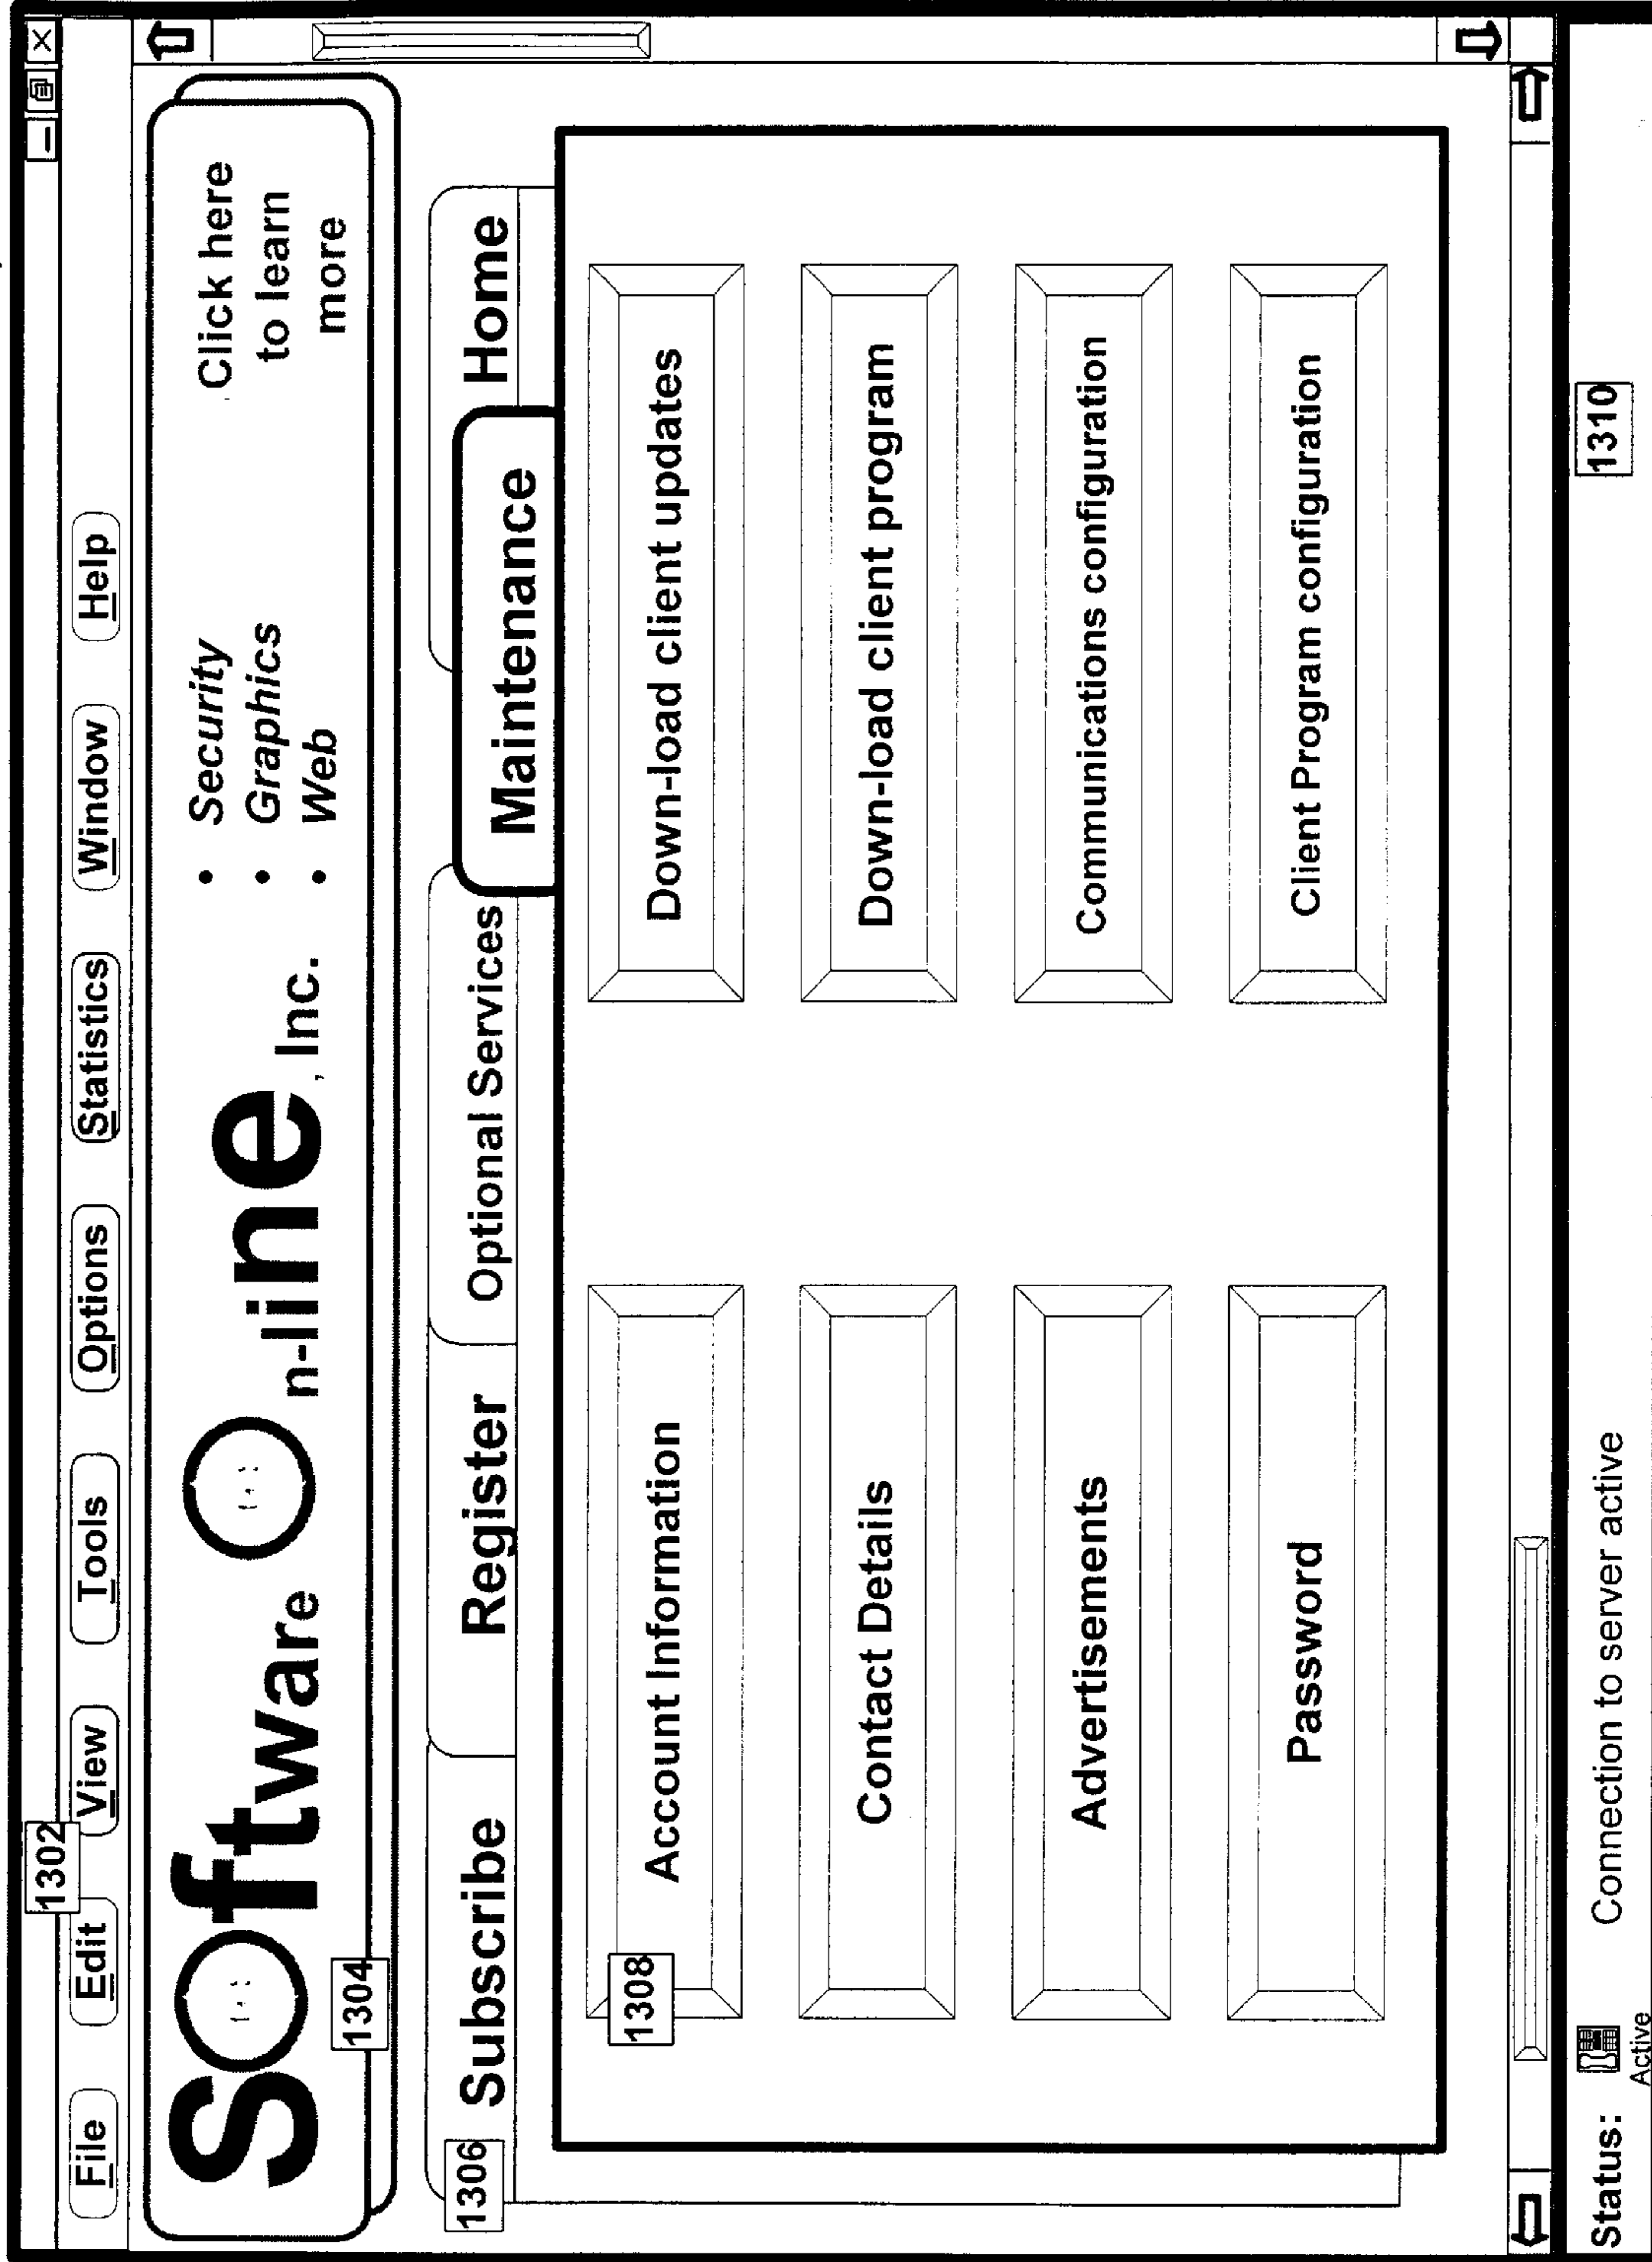 1302
File Edit View Tools Options Statistics Window Help
Software On-line, Inc.
• Security
• Graphics
• Web
Click here
to learn
more
1304
1306
Subscribe Register Optional Services Maintenance Home
1308
Account Information Down-load client updates
Contact Details Down-load client program
Advertisements Communications configuration
Password Client Program configuration
Status: Connection to server active 1310
Active